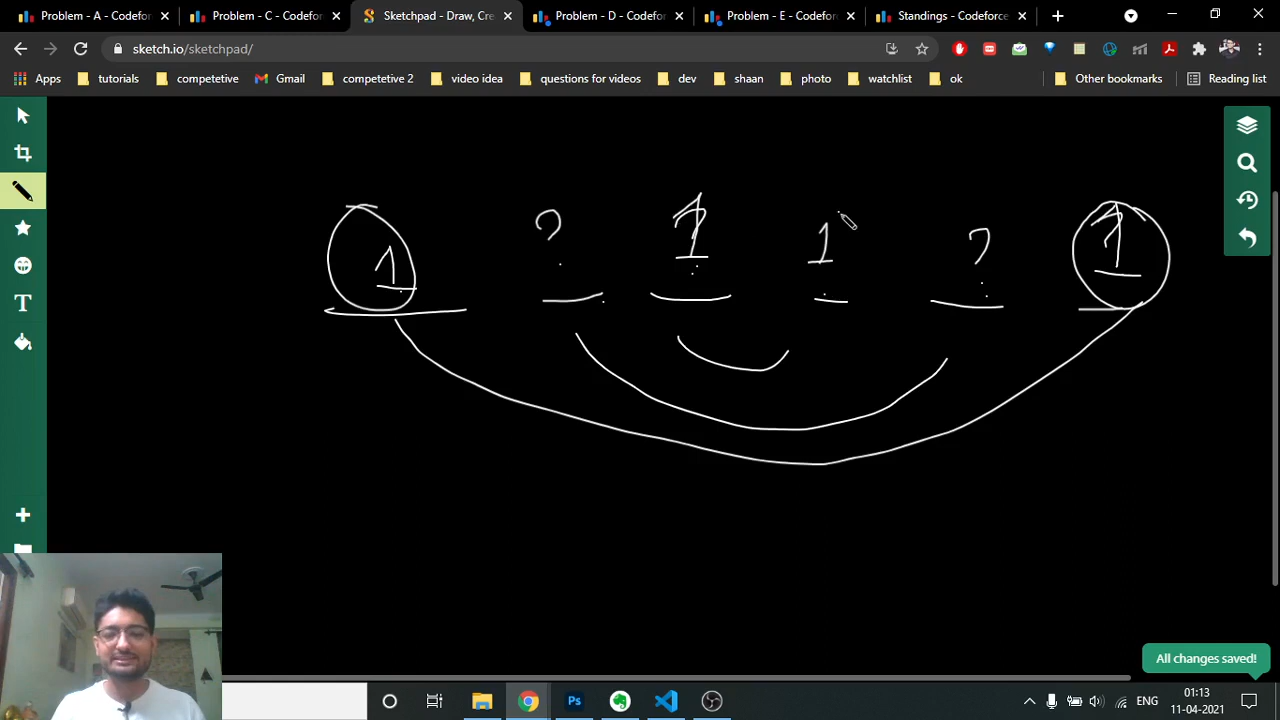 Problem - A - Codefor
Problem - C - Codefor
Sketchpad - Draw, Cre
Problem - D - Codefor
Problem - E - Codefor
Standings - Codeforce
sketch.io/sketchpad/
Apps
tutorials
competetive
Gmail
competetive 2
video idea
questions for videos
dev
shaan
photo
watchlist
ok
Other bookmarks
Reading list
1 ? 1 1 ? 1
All changes saved!
Ps
ENG
01:13
11-04-2021